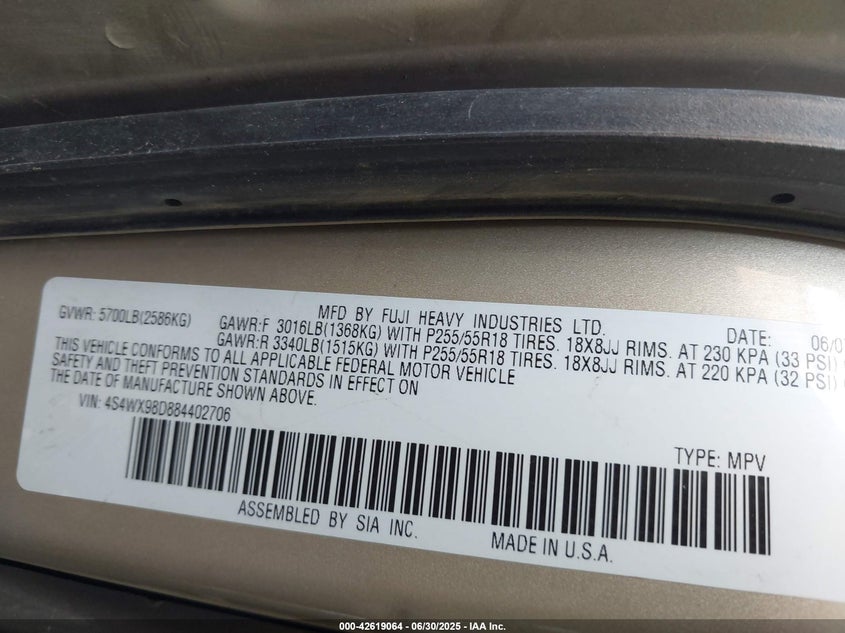 MFD BY FUJI HEAVY INDUSTRIES LTD. DATE: 06/0
GVWR: 5700LB(2586KG) GAWR:F 3016LB(1368KG) WITH P255/55R18 TIRES. 18X8JJ RIMS. AT 230 KPA (33 PSI)
GAWR:R 3340LB(1515KG) WITH P255/55R18 TIRES. 18X8JJ RIMS. AT 220 KPA (32 PSI)
THIS VEHICLE CONFORMS TO ALL APPLICABLE FEDERAL MOTOR VEHICLE
SAFETY AND THEFT PREVENTION STANDARDS IN EFFECT ON
THE DATE OF MANUFACTURE SHOWN ABOVE.
VIN: 4S4WX98D884402706
TYPE: MPV
ASSEMBLED BY SIA INC.
MADE IN U.S.A.
000-42619064 - 06/30/2025 - IAA Inc.